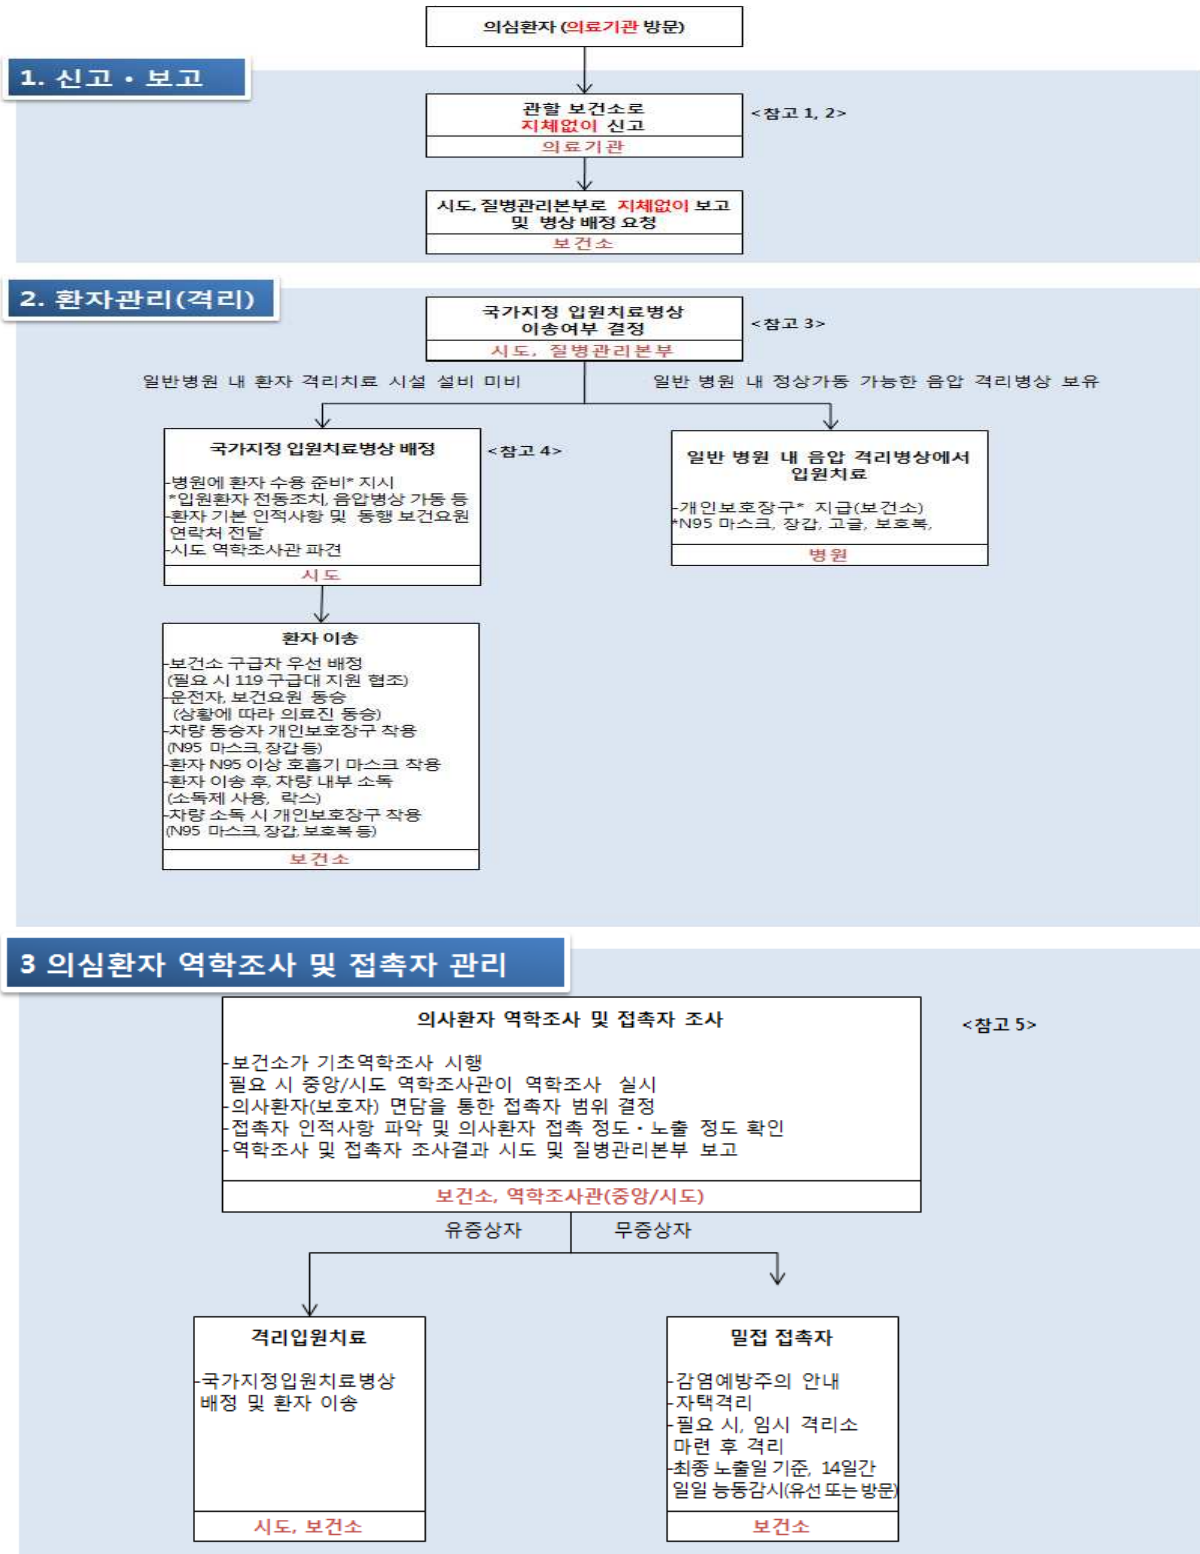 의심환자 (의료기관 방문)
1. 신고・보고
관할 보건소로
지체없이 신고
<참고 1, 2>
의료기관
시도, 질병관리본부로 지체없이 보고
및 병상 배정 요청
보건소
2. 환자관리(격리)
국가지정 입원치료병상
이송여부 결정
<참고 3>
시도, 질병관리본부
일반병원 내 환자 격리치료 시설 설비 미비
일반 병원 내 정상가동 가능한 음압 격리병상 보유
국가지정 입원치료병상 배정
<참고 4>
-병원에 환자 수용 준비* 지시
*입원환자 전동조치, 음압병상 가동 등
-환자 기본 인적사항 및 동행 보건요원
연락처 전달
-시도 역학조사관 파견
시도
일반 병원 내 음압 격리병상에서
입원치료
-개인보호장구* 지급(보건소)
*N95 마스크, 장갑, 고글, 보호복,
병원
환자 이송
-보건소 구급차 우선 배정
(필요 시 119 구급대 지원 협조)
-운전자, 보건요원 동승
(상황에 따라 의료진 동승)
-차량 동승자 개인보호장구 착용
(N95 마스크, 장갑 등)
-환자 N95 이상 호흡기 마스크 착용
-환자 이송 후, 차량 내부 소독
(소독제 사용, 락스)
-차량 소독 시 개인보호장구 착용
(N95 마스크, 장갑, 보호복 등)
보건소
3 의심환자 역학조사 및 접촉자 관리
의사환자 역학조사 및 접촉자 조사
<참고 5>
-보건소가 기초역학조사 시행
필요 시 중앙/시도 역학조사관이 역학조사 실시
-의사환자(보호자) 면담을 통한 접촉자 범위 결정
-접촉자 인적사항 파악 및 의사환자 접촉 정도・노출 정도 확인
-역학조사 및 접촉자 조사결과 시도 및 질병관리본부 보고
보건소, 역학조사관(중앙/시도)
유증상자
무증상자
격리입원치료
-국가지정입원치료병상
배정 및 환자 이송
시도, 보건소
밀접 접촉자
-감염예방주의 안내
-자택격리
-필요 시, 임시 격리소
마련 후 격리
-최종 노출일 기준, 14일간
일일 능동감시(유선 또는 방문)
보건소